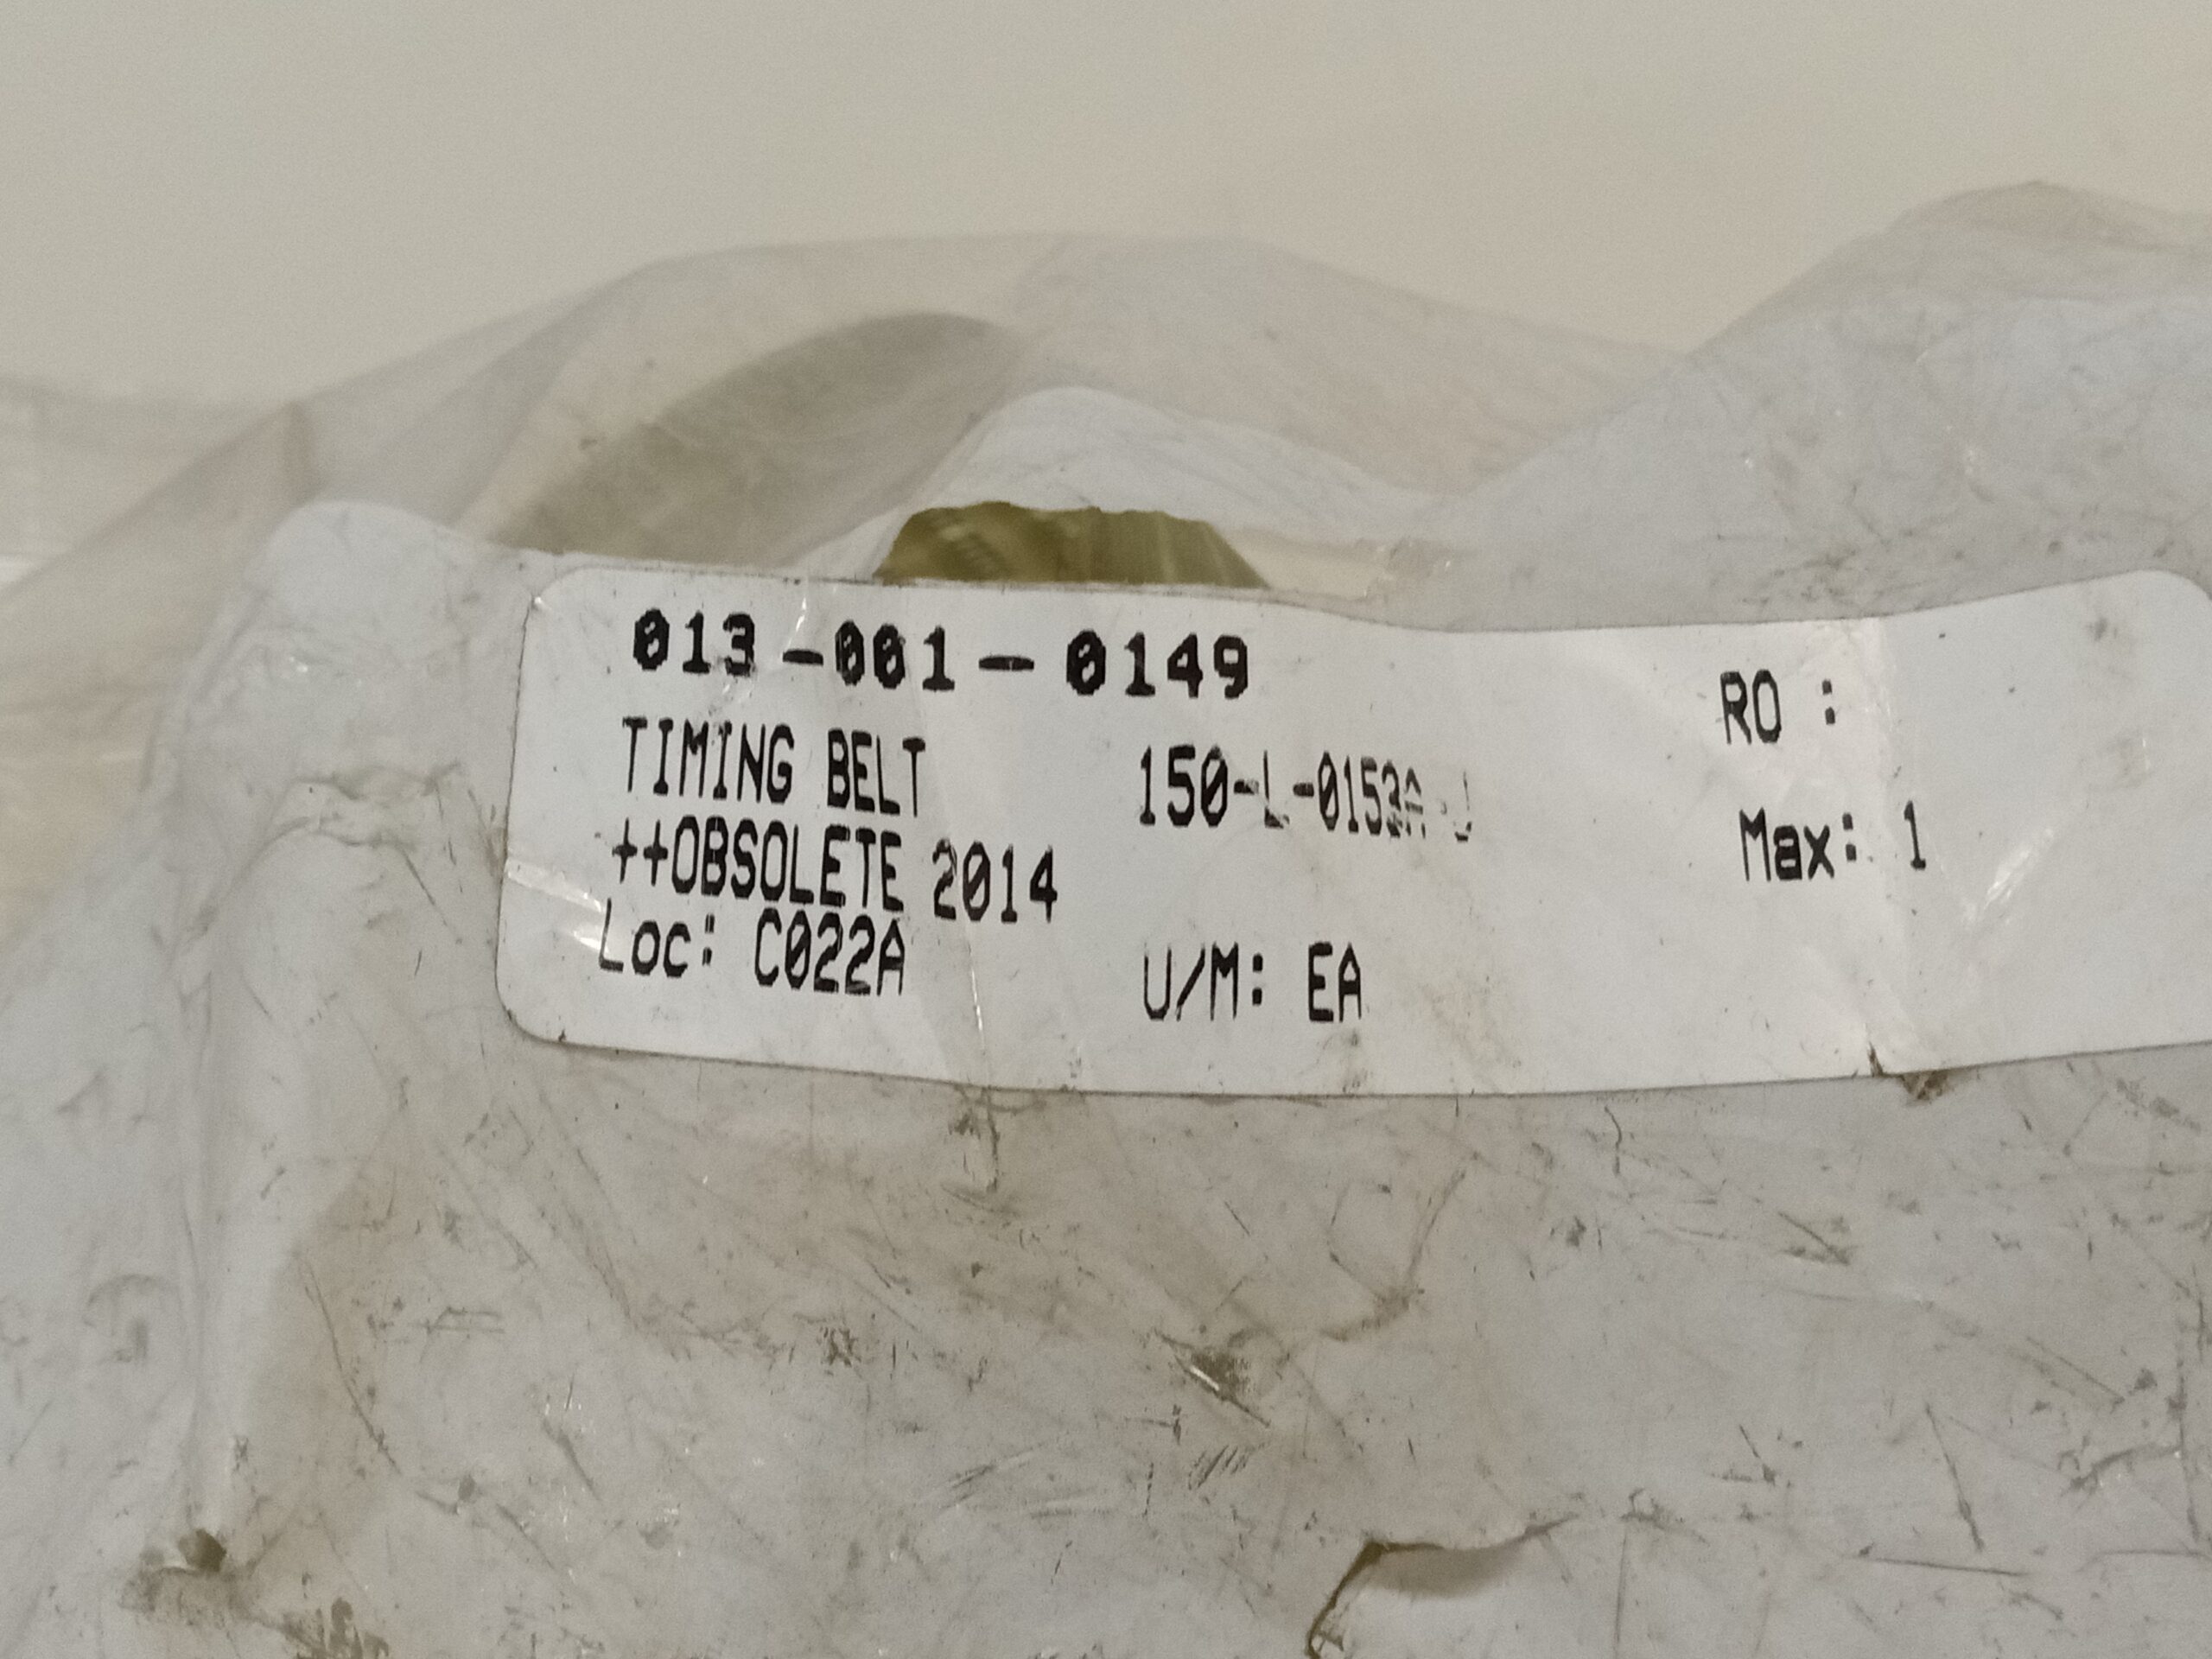 013-001-0149
RO :
TIMING BELT
++OBSOLETE 2014
Max: 1
Loc: C022A
U/M: EA